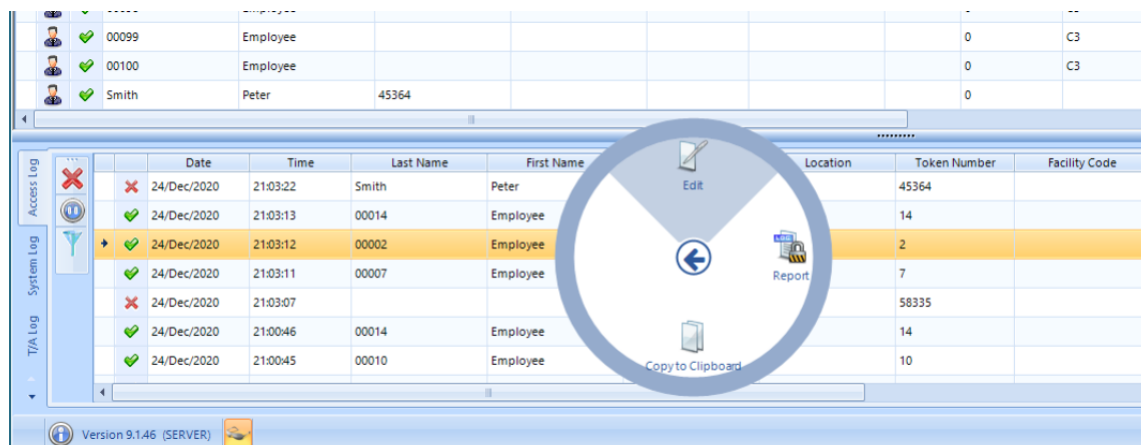 00099 Employee 0 C3
00100 Employee 0 C3
Smith Peter 45364 0
Access Log
System Log
T/A Log
Date Time Last Name First Name Location Token Number Facility Code
24/Dec/2020 21:03:22 Smith Peter 45364
24/Dec/2020 21:03:13 00014 Employee 14
24/Dec/2020 21:03:12 00002 Employee 2
24/Dec/2020 21:03:11 00007 Employee 7
24/Dec/2020 21:03:07 58335
24/Dec/2020 21:00:46 00014 Employee 14
24/Dec/2020 21:00:45 00010 Employee 10
Edit
Report
Copy to Clipboard
Version 9.1.46 (SERVER)